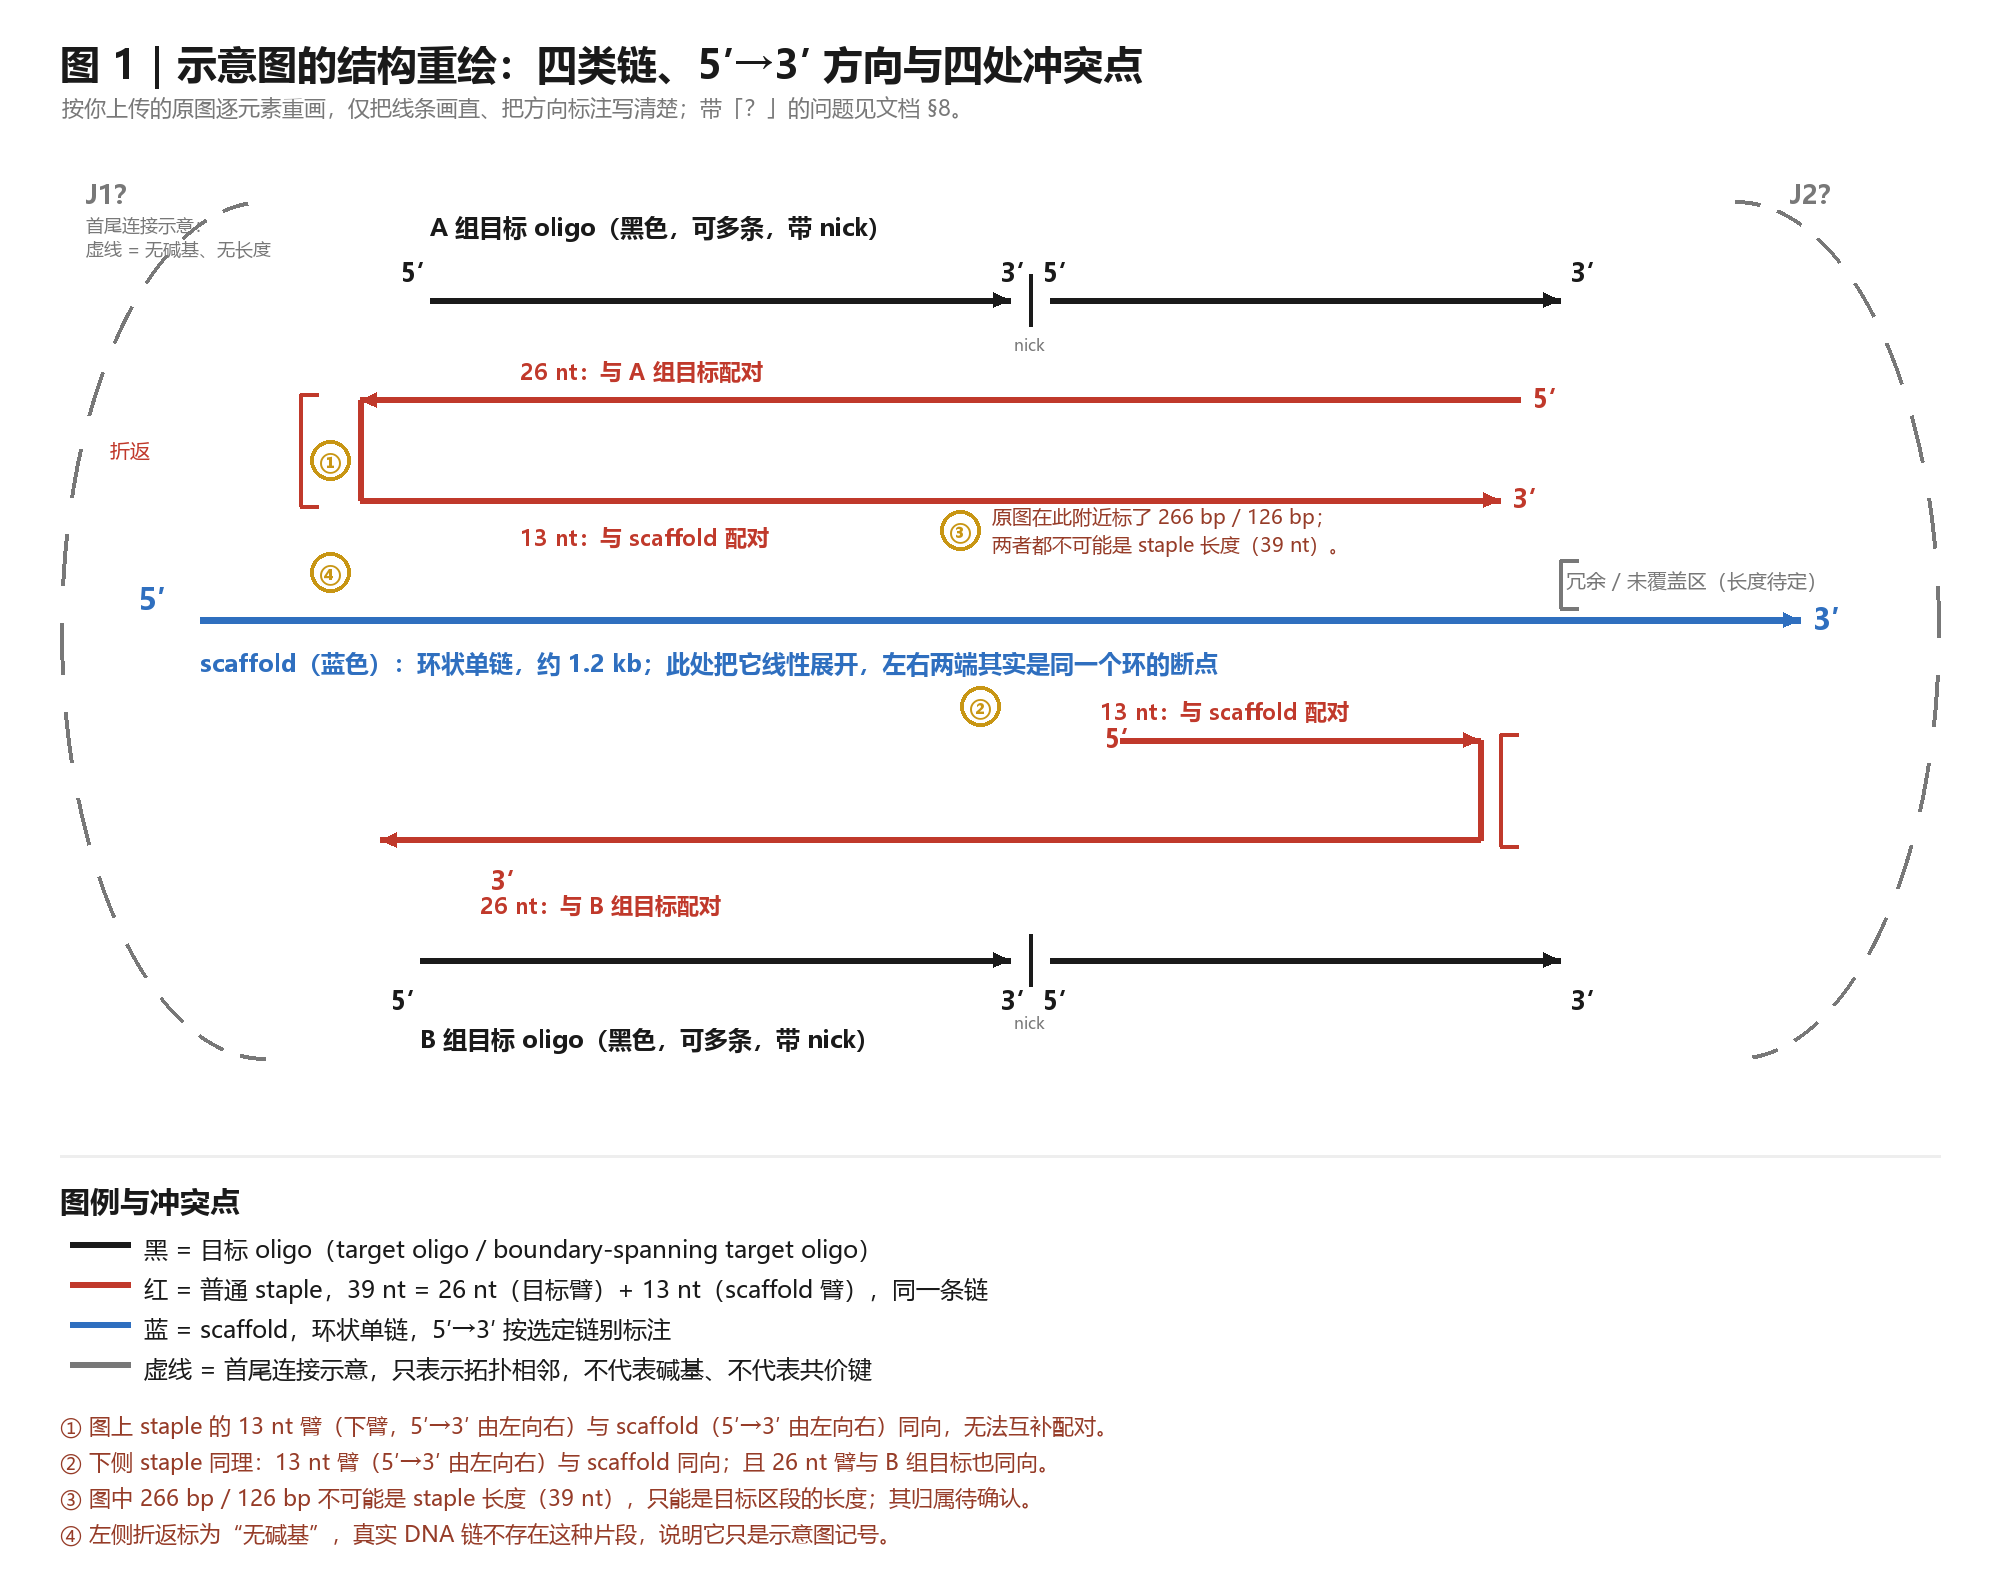 图 1｜示意图的结构重绘：四类链、5′→3′ 方向与四处冲突点
按你上传的原图逐元素重画，仅把线条画直、把方向标注写清楚；带「？」的问题见文档 §8。
J1?
J2?
首尾连接示意：
虚线 = 无碱基、无长度
A 组目标 oligo（黑色，可多条，带 nick）
5′
3′
5′
3′
nick
26 nt：与 A 组目标配对
5′
折返
①
3′
13 nt：与 scaffold 配对
③
原图在此附近标了 266 bp / 126 bp；
两者都不可能是 staple 长度（39 nt）。
④
冗余 / 未覆盖区（长度待定）
5′
3′
scaffold（蓝色）：环状单链，约 1.2 kb；此处把它线性展开，左右两端其实是同一个环的断点
②
13 nt：与 scaffold 配对
5′
3′
26 nt：与 B 组目标配对
5′
3′
5′
3′
nick
B 组目标 oligo（黑色，可多条，带 nick）
图例与冲突点
黑 = 目标 oligo（target oligo / boundary-spanning target oligo）
红 = 普通 staple，39 nt = 26 nt（目标臂）+ 13 nt（scaffold 臂），同一条链
蓝 = scaffold，环状单链，5′→3′ 按选定链别标注
虚线 = 首尾连接示意，只表示拓扑相邻，不代表碱基、不代表共价键
① 图上 staple 的 13 nt 臂（下臂，5′→3′ 由左向右）与 scaffold（5′→3′ 由左向右）同向，无法互补配对。
② 下侧 staple 同理：13 nt 臂（5′→3′ 由左向右）与 scaffold 同向；且 26 nt 臂与 B 组目标也同向。
③ 图中 266 bp / 126 bp 不可能是 staple 长度（39 nt），只能是目标区段的长度；其归属待确认。
④ 左侧折返标为“无碱基”，真实 DNA 链不存在这种片段，说明它只是示意图记号。